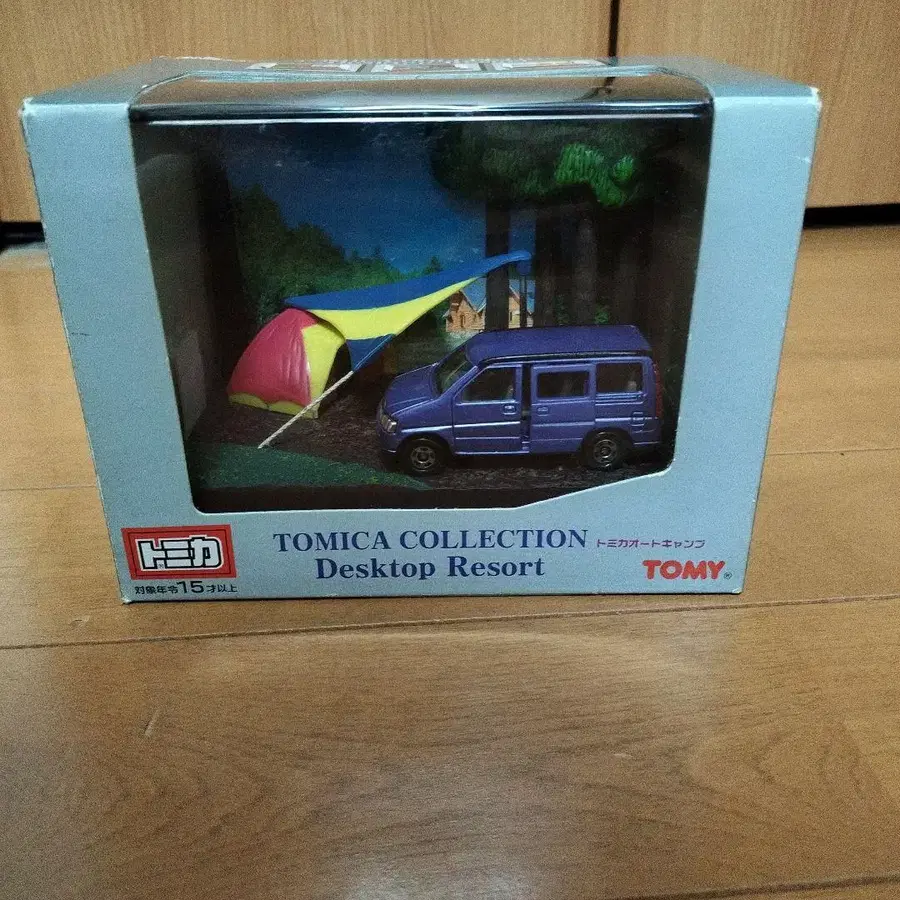 トミカ
対象年令15才以上
TOMICA COLLECTION
Desktop Resort
トミカオートキャンプ
TOMY®